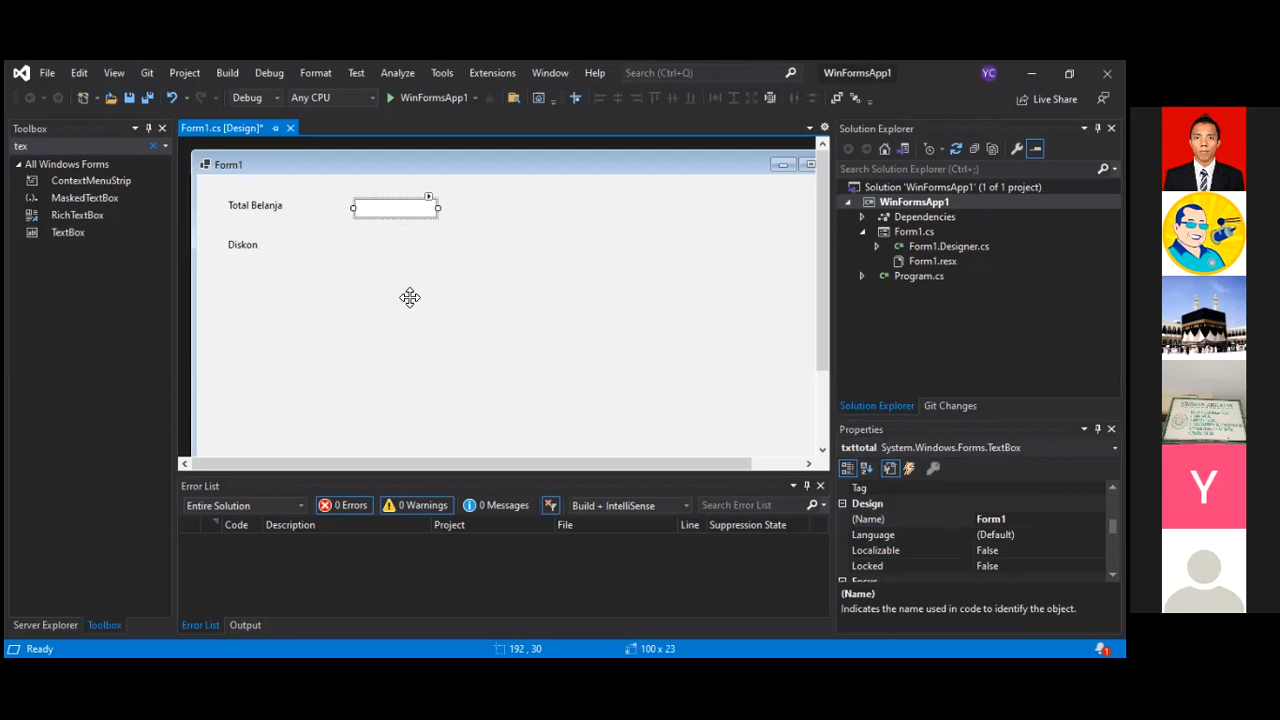 File Edit View Git Project Build Debug Format Test Analyze Tools Extensions Window Help Search (Ctrl+Q) WinFormsApp1 YC
Debug Any CPU WinFormsApp1 Live Share
Toolbox
tex
All Windows Forms
ContextMenuStrip
MaskedTextBox
RichTextBox
TextBox
Server Explorer Toolbox
Form1.cs [Design]*
Form1
Total Belanja
Diskon
Error List
Entire Solution 0 Errors 0 Warnings 0 Messages Build + IntelliSense Search Error List
Code Description Project File Line Suppression State
Error List Output
Solution Explorer
Search Solution Explorer (Ctrl+;)
Solution 'WinFormsApp1' (1 of 1 project)
WinFormsApp1
Dependencies
Form1.cs
Form1.Designer.cs
Form1.resx
Program.cs
Solution Explorer Git Changes
Properties
txttotal System.Windows.Forms.TextBox
Tag
Design
(Name) Form1
Language (Default)
Localizable False
Locked False
(Name)
Indicates the name used in code to identify the object.
Ready 192 , 30 100 x 23 1
Y